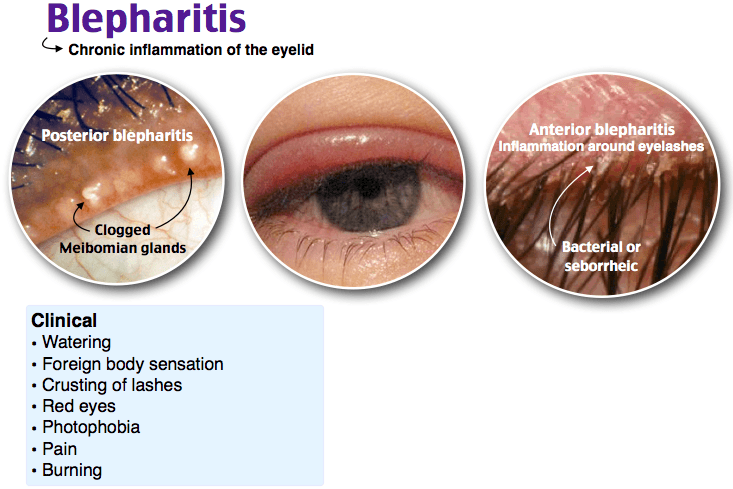 Blepharitis
Chronic inflammation of the eyelid
Posterior blepharitis
Clogged
Meibomian glands
Anterior blepharitis
Inflammation around eyelashes
Bacterial or
seborrheic
Clinical
• Watering
• Foreign body sensation
• Crusting of lashes
• Red eyes
• Photophobia
• Pain
• Burning